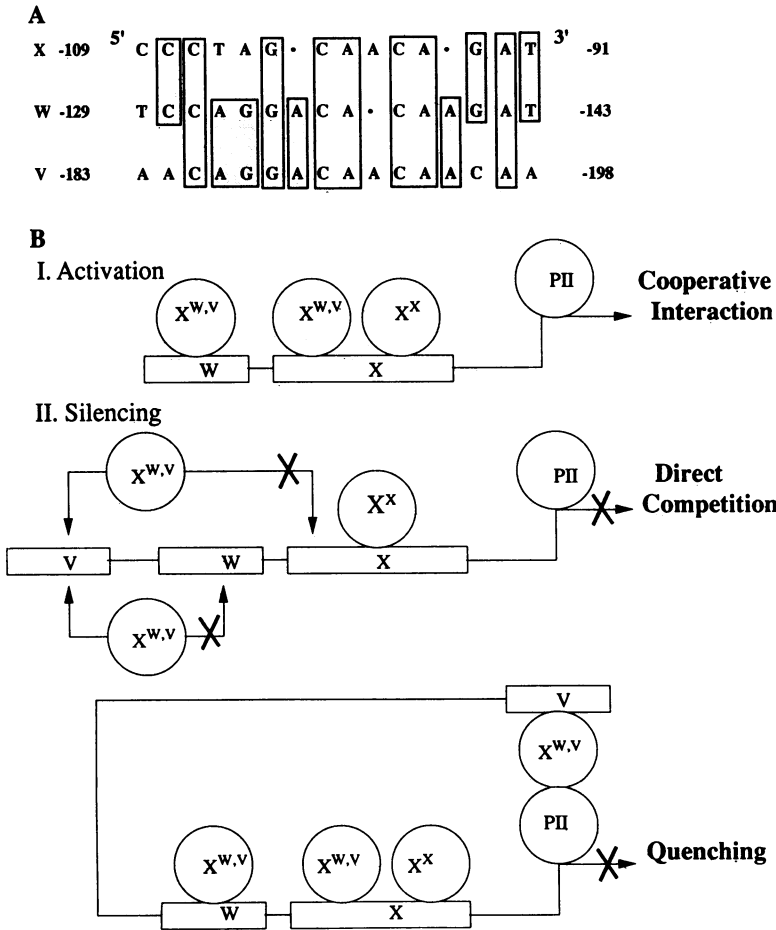 A
X -109 5' C C C T A G · C A A C A · G A T 3' -91
W -129 T C C A G G A C A · C A A G A T -143
V -183 A A C A G G A C A A C A A C A A -198
B
I. Activation
X^W,V X^W,V X^X PII
Cooperative
Interaction
W X
II. Silencing
X^W,V X^X PII
Direct
Competition
V W X
X^W,V
V
X^W,V
PII
X^W,V X^W,V X^X
Quenching
W X